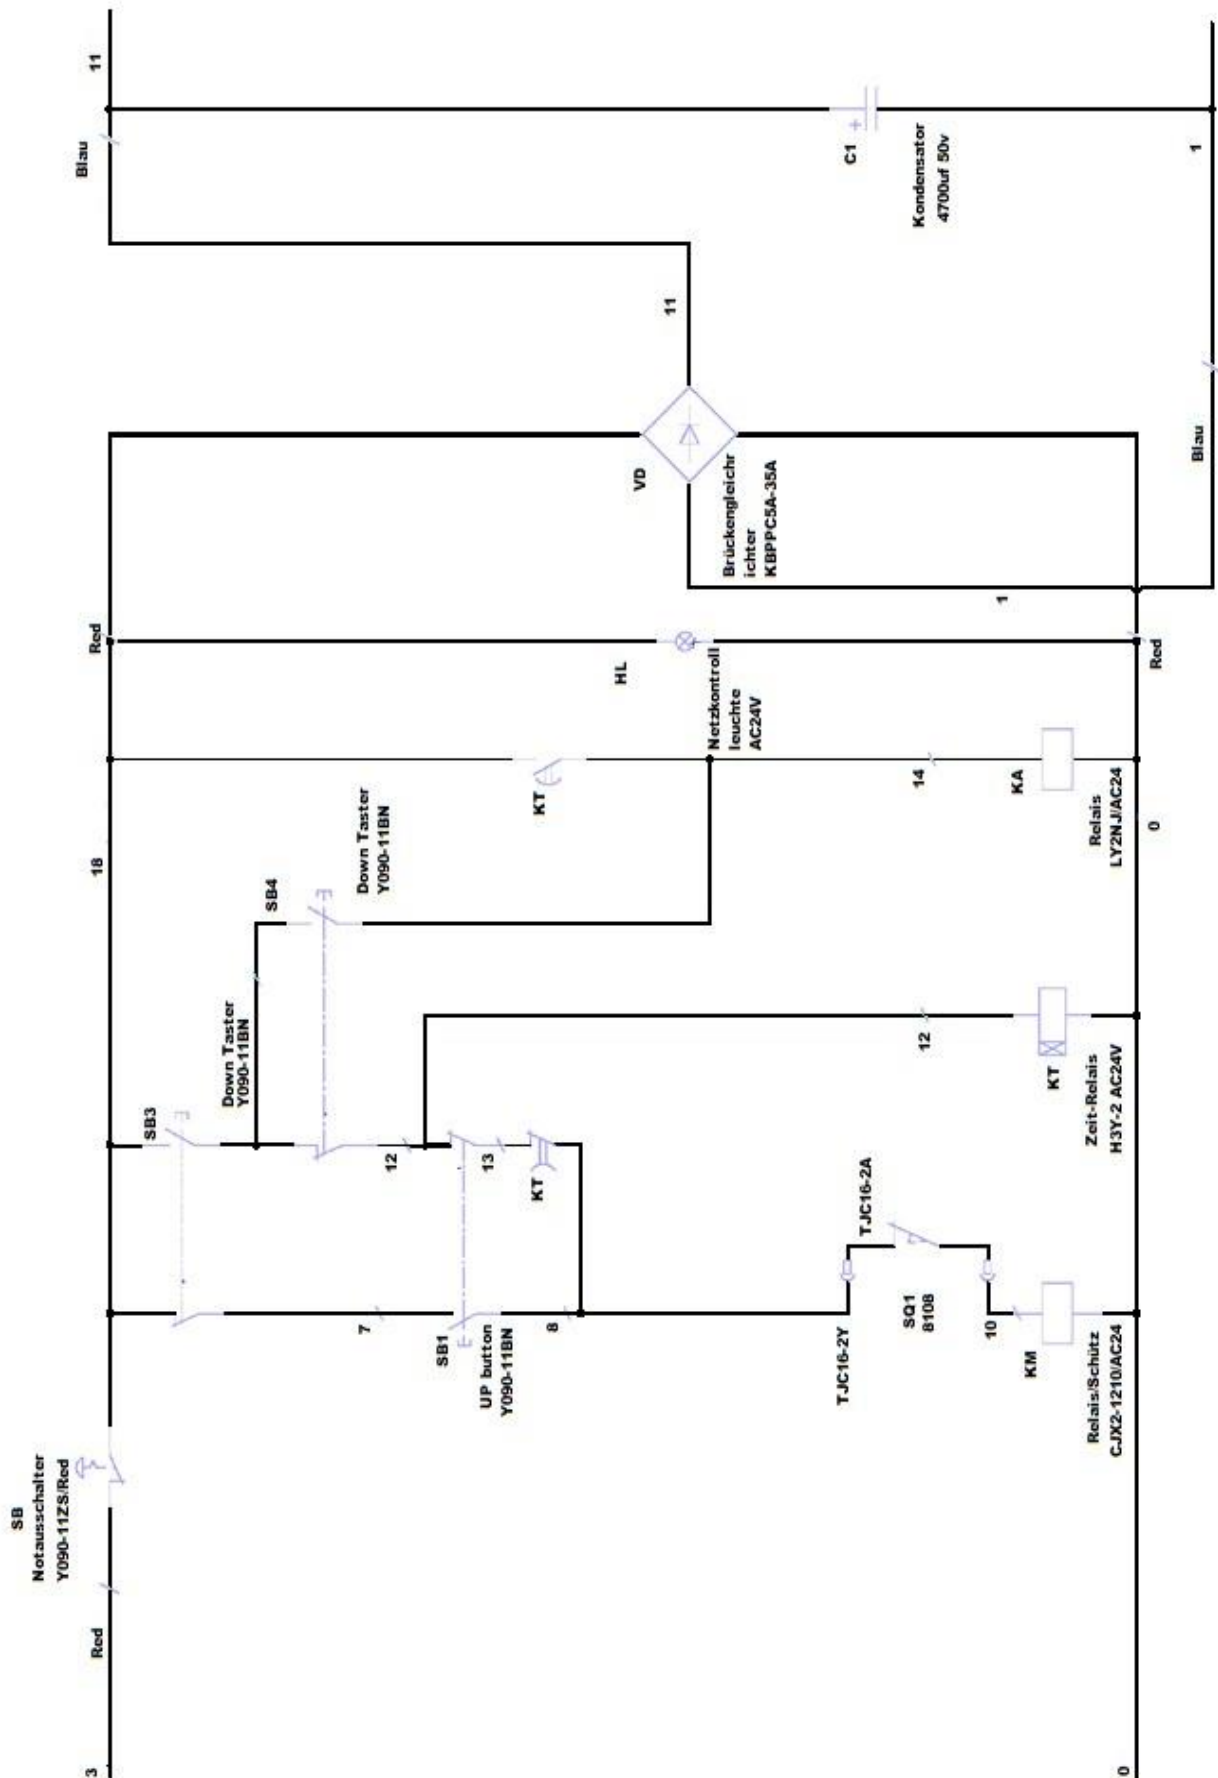 3
Red
SB
Notausschalter
Y090-11ZS/Red
0
7
SB1
UP button
Y090-11BN
8
TJC16-2Y
TJC16-2A
SQ1
8108
10
KM
Relais/Schütz
CJX2-1210/AC24
SB3
Down Taster
Y090-11BN
12
13
KT
12
KT
Zeit-Relais
H3Y-2 AC24V
SB4
Down Taster
Y090-11BN
18
KT
14
KA
Relais
LY2NJ/AC24
0
Red
HL
Netzkontroll
leuchte
AC24V
Red
1
VD
Brückengleichr
ichter
KBPPC5A-35A
11
Blau
Blau
11
C1
+
Kondensator
4700uf 50v
1